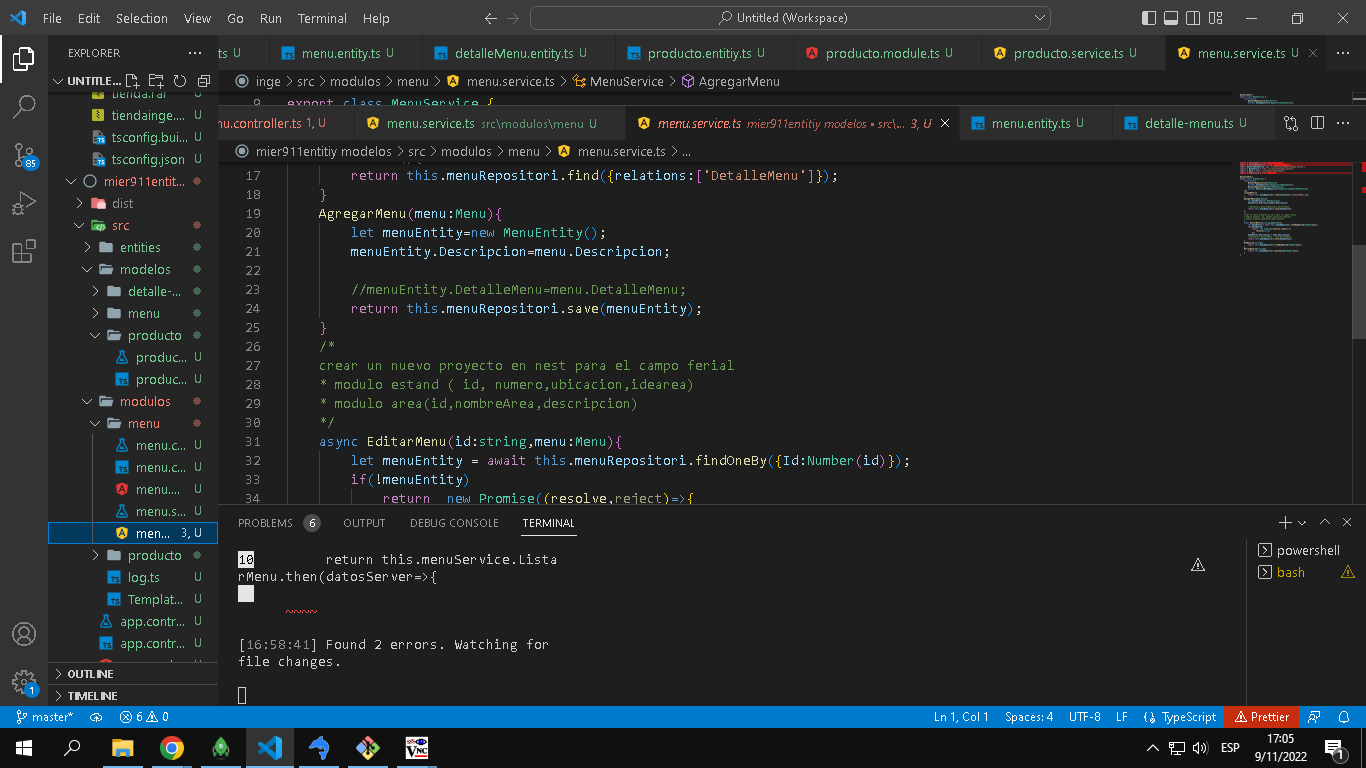 File Edit Selection View Go Run Terminal Help
Untitled (Workspace)
EXPLORER
ts U
menu.entity.ts U
detalleMenu.entity.ts U
producto.entitiy.ts U
producto.module.ts U
producto.service.ts U
menu.service.ts U
UNTITLE...
inge > src > modulos > menu > menu.service.ts > MenuService > AgregarMenu
9 export class MenuService {
nu.controller.ts 1, U
menu.service.ts src\modulos\menu U
menu.service.ts mier911entitiy modelos • src\... 3, U
menu.entity.ts U
detalle-menu.ts U
mier911entitiy modelos > src > modulos > menu > menu.service.ts > ...
tienda.rar
tiendainge....
tsconfig.bui...
tsconfig.json
mier911entit...
dist
src
entities
modelos
detalle-...
menu
producto
produc... U
produc... U
modulos
menu
menu.c... U
menu.c... U
menu.... U
menu.s... U
men... 3, U
producto
log.ts U
Templat... U
app.contr... U
app.contr... U
OUTLINE
TIMELINE
17 return this.menuRepositori.find({relations:['DetalleMenu']});
18 }
19 AgregarMenu(menu:Menu){
20 let menuEntity=new MenuEntity();
21 menuEntity.Descripcion=menu.Descripcion;
22
23 //menuEntity.DetalleMenu=menu.DetalleMenu;
24 return this.menuRepositori.save(menuEntity);
25 }
26 /*
27 crear un nuevo proyecto en nest para el campo ferial
28 * modulo estand ( id, numero,ubicacion,idearea)
29 * modulo area(id,nombreArea,descripcion)
30 */
31 async EditarMenu(id:string,menu:Menu){
32 let menuEntity = await this.menuRepositori.findOneBy({Id:Number(id)});
33 if(!menuEntity)
34 return new Promise((resolve,reject)=>{
PROBLEMS 6 OUTPUT DEBUG CONSOLE TERMINAL
10 return this.menuService.Lista
rMenu.then(datosServer=>{
~~~~
[16:58:41] Found 2 errors. Watching for
file changes.
powershell
bash
85
1
master* 6 0
Ln 1, Col 1 Spaces: 4 UTF-8 LF TypeScript Prettier
VNC
ESP
17:05
9/11/2022
1